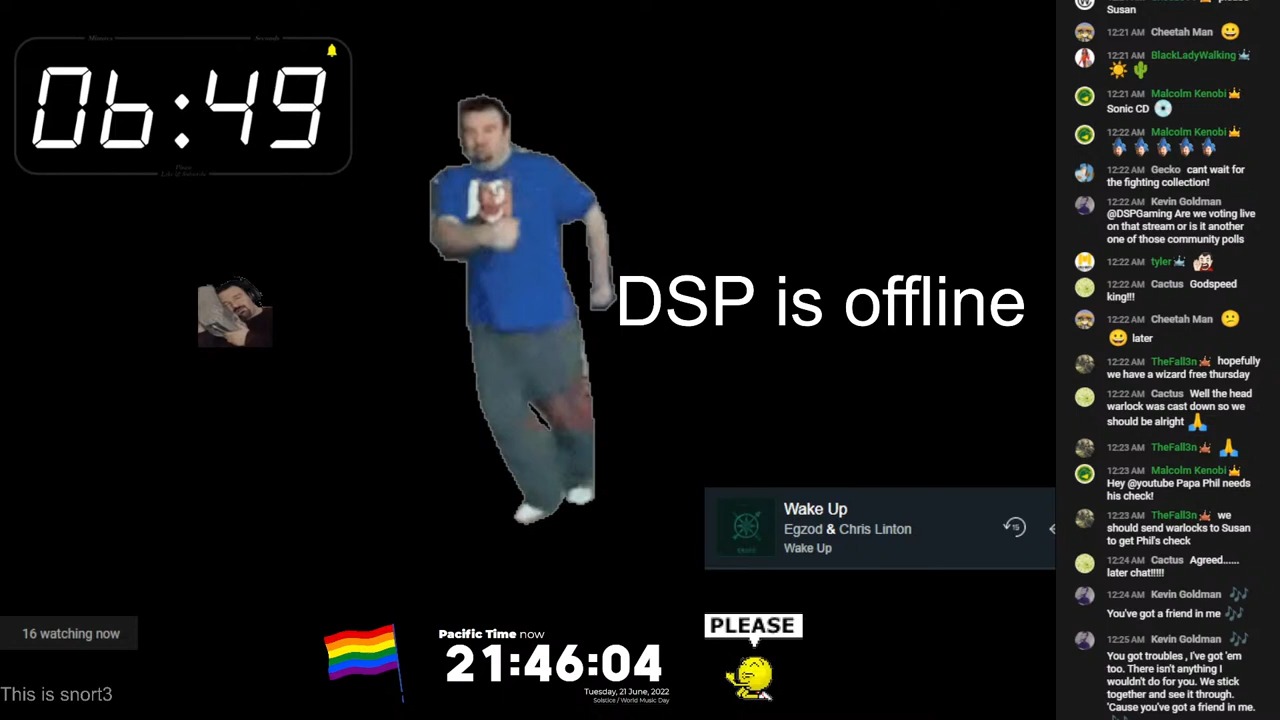 Minutes
Seconds
06:49
DSP is offline
Wake Up
Egzod & Chris Linton
Wake Up
15
16 watching now
This is snort3
Pacific Time now
21:46:04
Tuesday, 21 June, 2022
Solstice / World Music Day
PLEASE
Susan
12:21 AM Cheetah Man
12:21 AM BlackLadyWalking
12:21 AM Malcolm Kenobi
Sonic CD
12:22 AM Malcolm Kenobi
12:22 AM Gecko cant wait for
the fighting collection!
12:22 AM Kevin Goldman
@DSPGaming Are we voting live
on that stream or is it another
one of those community polls
12:22 AM tyler
12:22 AM Cactus Godspeed
king!!!
12:22 AM Cheetah Man
later
12:22 AM TheFall3n hopefully
we have a wizard free thursday
12:22 AM Cactus Well the head
warlock was cast down so we
should be alright
12:23 AM TheFall3n
12:23 AM Malcolm Kenobi
Hey @youtube Papa Phil needs
his check!
12:23 AM TheFall3n we
should send warlocks to Susan
to get Phil's check
12:24 AM Cactus Agreed......
later chat!!!!!
12:24 AM Kevin Goldman
You've got a friend in me
12:25 AM Kevin Goldman
You got troubles , I've got 'em
too. There isn't anything I
wouldn't do for you. We stick
together and see it through.
'Cause you've got a friend in me.